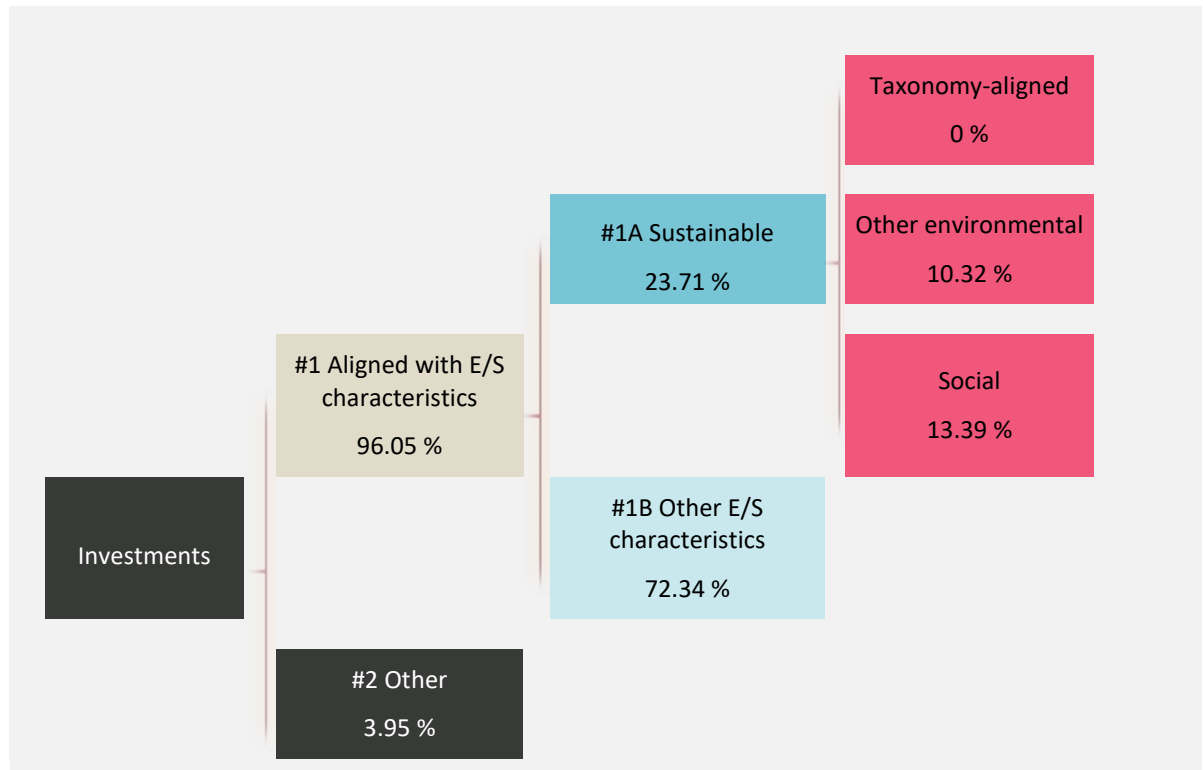 Taxonomy-aligned
0 %
#1A Sustainable
23.71 %
Other environmental
10.32 %
#1 Aligned with E/S
characteristics
96.05 %
Social
13.39 %
Investments
#1B Other E/S
characteristics
72.34 %
#2 Other
3.95 %